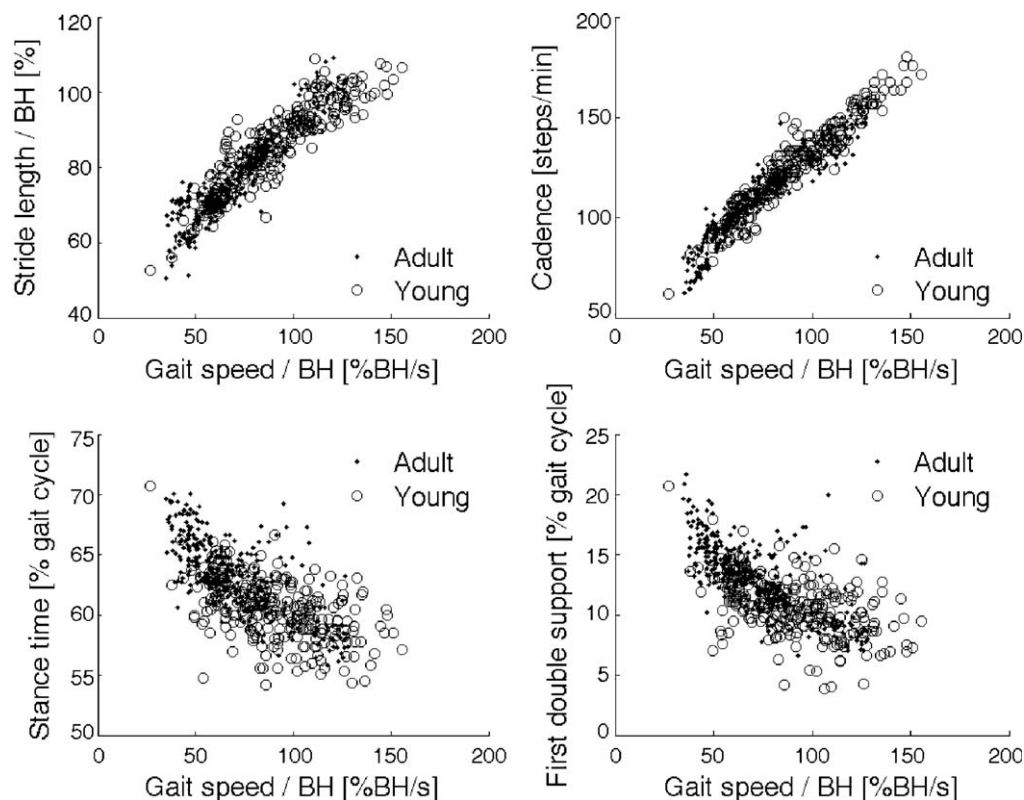 Stride length / BH [%]
120
100
80
60
40
Adult
Young
0
50
100
150
200
Gait speed / BH [%BH/s]
Cadence [steps/min]
200
150
100
50
Adult
Young
0
50
100
150
200
Gait speed / BH [%BH/s]
Stance time [% gait cycle]
75
70
65
60
55
50
Adult
Young
0
50
100
150
200
Gait speed / BH [%BH/s]
First double support [% gait cycle]
25
20
15
10
5
0
Adult
Young
0
50
100
150
200
Gait speed / BH [%BH/s]